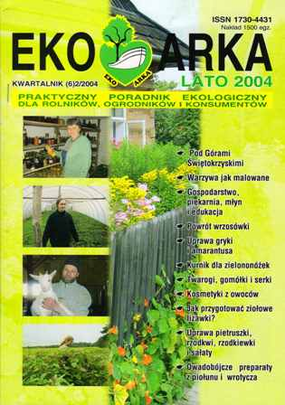 ISSN 1730-4431
Nakład 1500 egz.
EKO ARKA
EKO
ARKA
KWARTALNIK (6)2/2004
LATO 2004
PRAKTYCZNY PORADNIK EKOLOGICZNY
DLA ROLNIKÓW, OGRODNIKÓW I KONSUMENTÓW
Pod Górami
Świętokrzyskimi
Warzywa jak malowane
Gospodarstwo,
piekarnia, młyn
i edukacja
Powrót wrzosówki
Uprawa gryki
i amarantusa
Kurnik dla zielononóżek
Twarogi, gomółki i serki
Kosmetyki z owoców
Jak przygotować ziołowe
lizawki?
Uprawa pietruszki,
rzodkwi, rzodkiewki
i sałaty
Owadobójcze preparaty
z piołunu i wrotycza